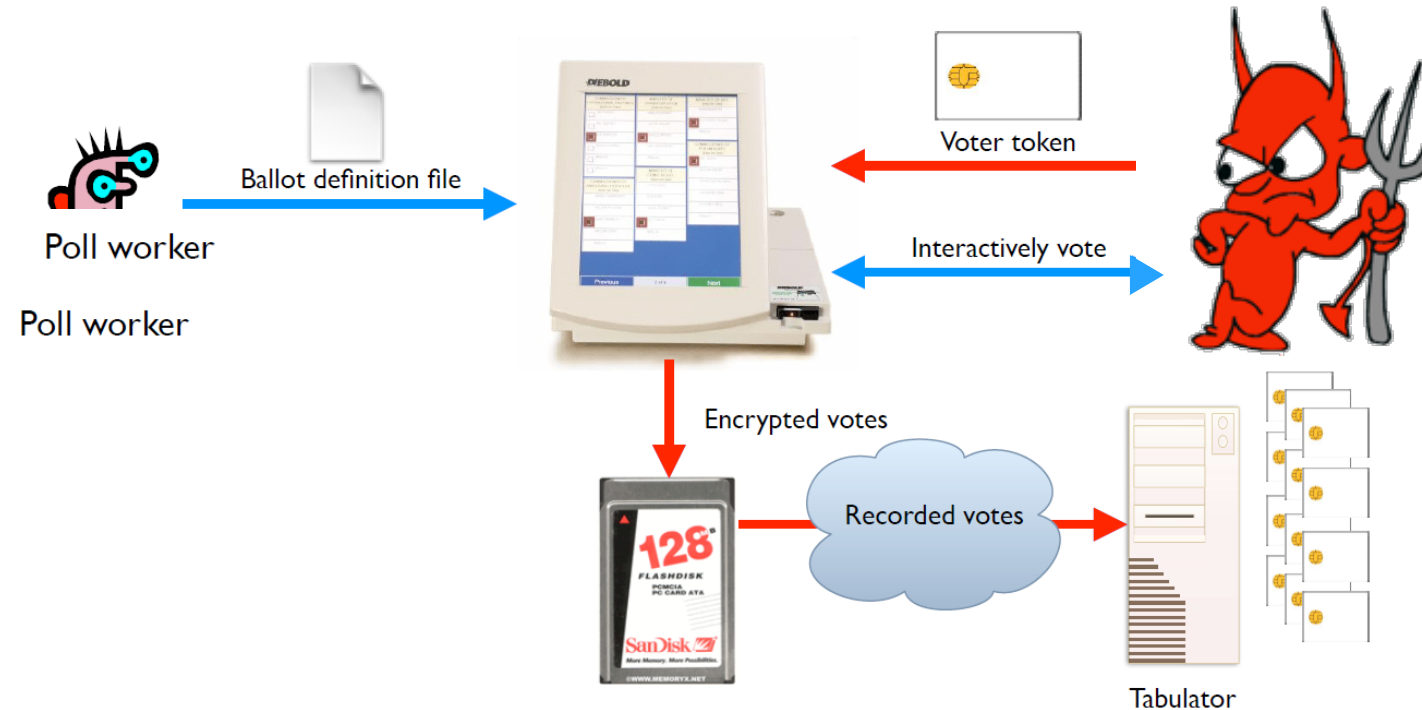 Ballot definition file
Poll worker
Poll worker
DIEBOLD
Previous
Next
Voter token
Interactively vote
Encrypted votes
128
FLASHDISK
PCMCIA
PC CARD ATA
SanDisk
More Memory. More Possibilities.
©WWW.MEMORYX.NET
Recorded votes
Tabulator